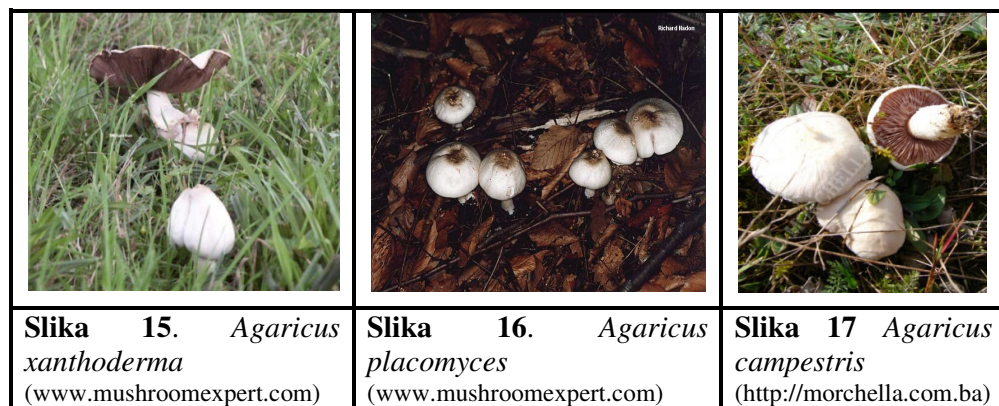 Richard Nadon
Slika 15. Agaricus
xanthoderma
(www.mushroomexpert.com)
Slika 16. Agaricus
placomyces
(www.mushroomexpert.com)
Slika 17 Agaricus
campestris
(http://morchella.com.ba)